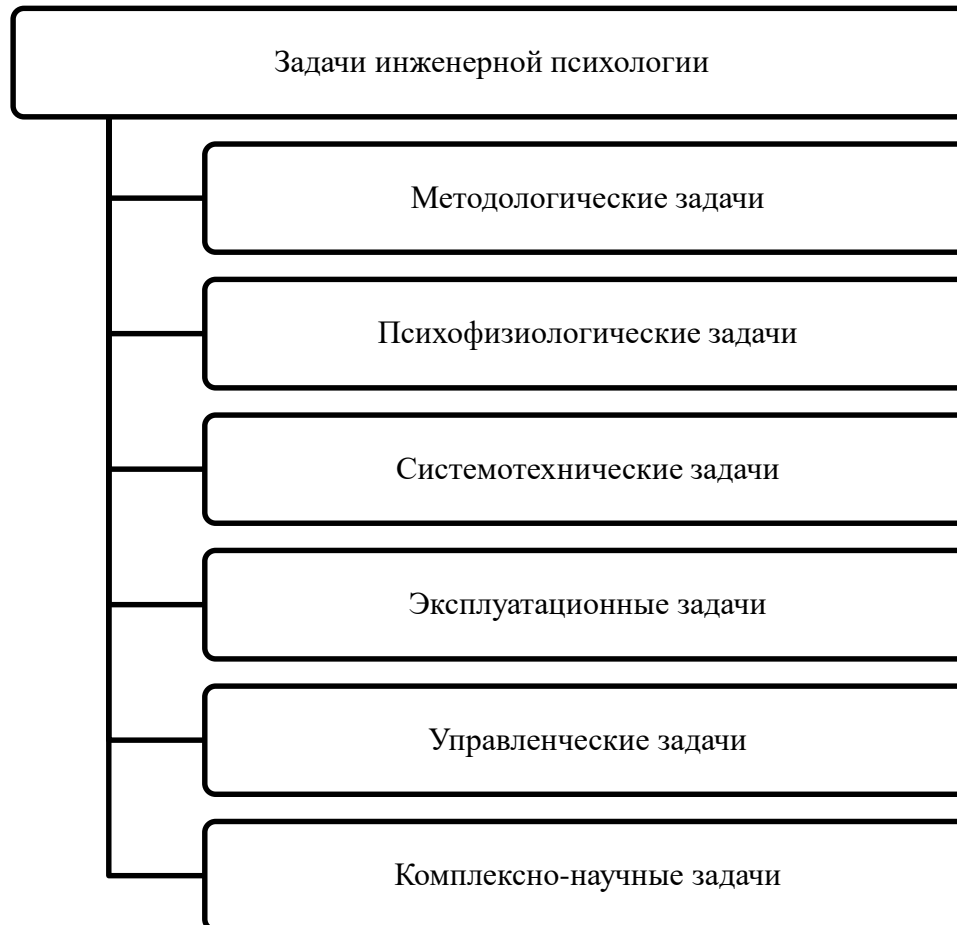 Задачи инженерной психологии
Методологические задачи
Психофизиологические задачи
Системотехнические задачи
Эксплуатационные задачи
Управленческие задачи
Комплексно-научные задачи